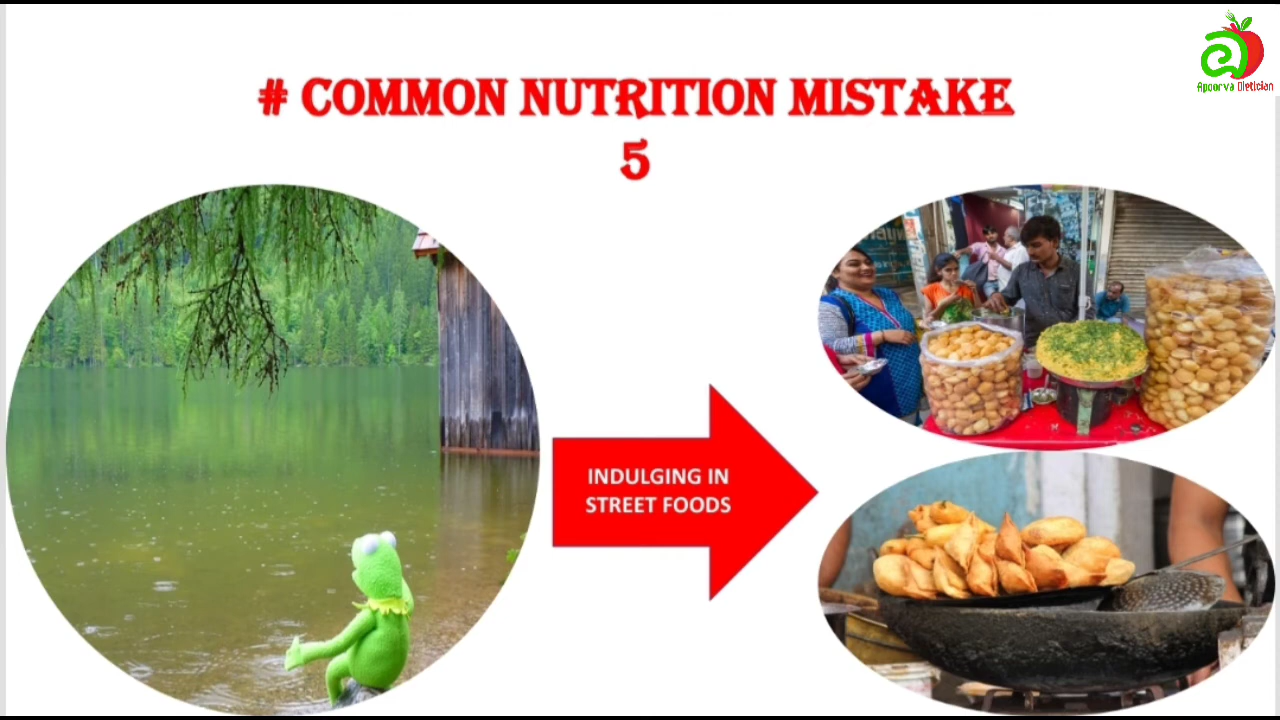 # COMMON NUTRITION MISTAKE
5
INDULGING IN
STREET FOODS
Apoorva Dietician